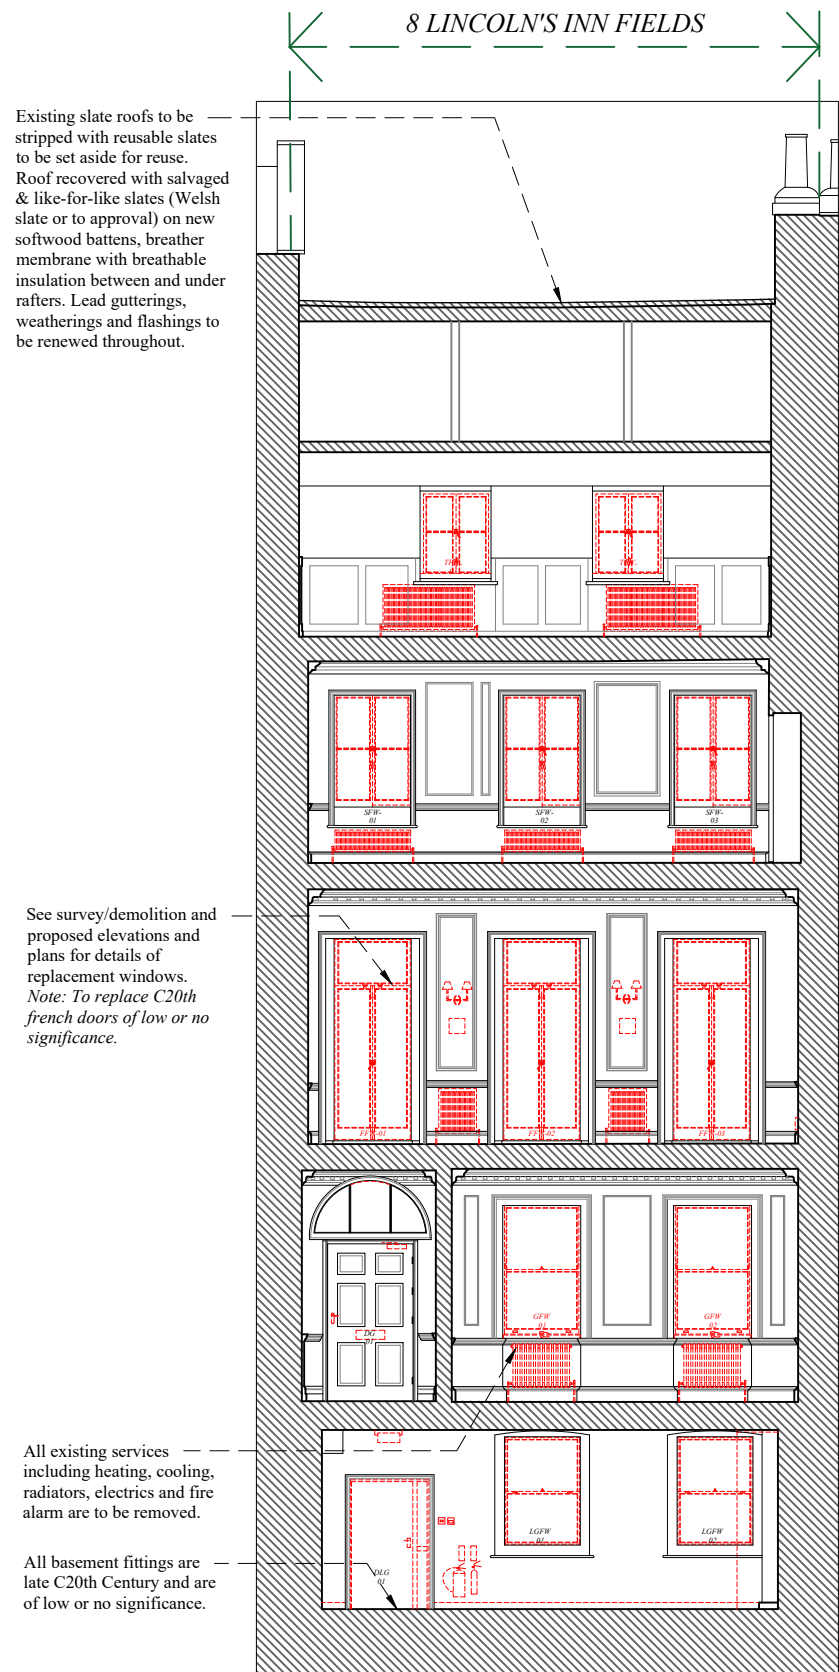 8 LINCOLN'S INN FIELDS
Existing slate roofs to be
stripped with reusable slates
to be set aside for reuse.
Roof recovered with salvaged
& like-for-like slates (Welsh
slate or to approval) on new
softwood battens, breather
membrane with breathable
insulation between and under
rafters. Lead gutterings,
weatherings and flashings to
be renewed throughout.
SFW-
01
SFW-
02
SFW-
03
See survey/demolition and
proposed elevations and
plans for details of
replacement windows.
Note: To replace C20th
french doors of low or no
significance.
GFW
01
GFW
02
DG
01
All existing services
including heating, cooling,
radiators, electrics and fire
alarm are to be removed.
LGFW
01
LGFW
02
All basement fittings are
late C20th Century and are
of low or no significance.
DLG
01